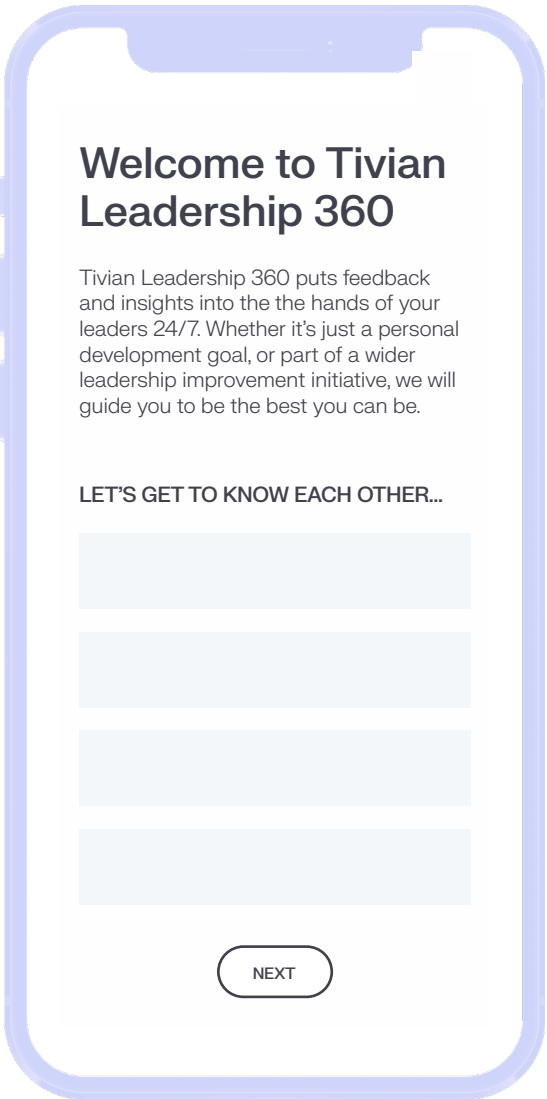 Welcome to Tivian
Leadership 360
Tivian Leadership 360 puts feedback
and insights into the the hands of your
leaders 24/7. Whether it’s just a personal
development goal, or part of a wider
leadership improvement initiative, we will
guide you to be the best you can be.
LET’S GET TO KNOW EACH OTHER...
NEXT